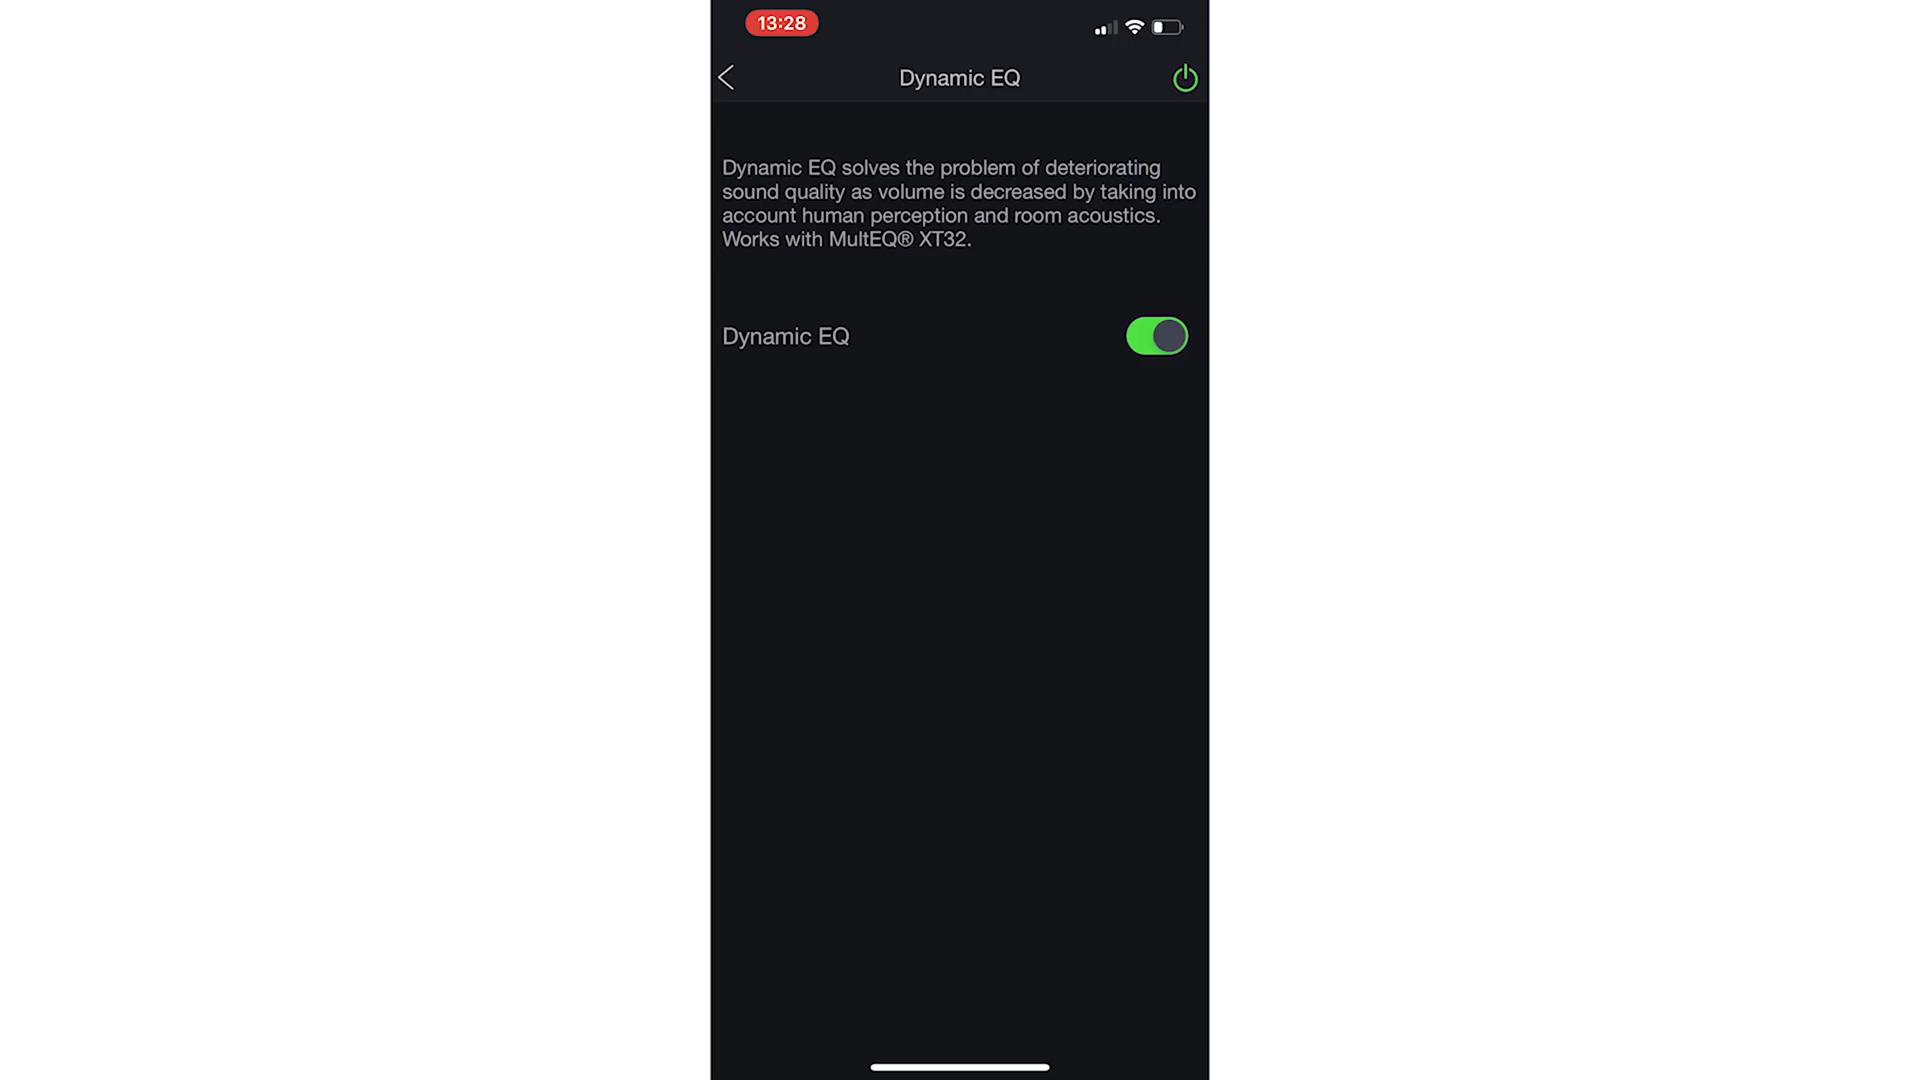 13:28
Dynamic EQ
Dynamic EQ solves the problem of deteriorating
sound quality as volume is decreased by taking into
account human perception and room acoustics.
Works with MultEQ® XT32.
Dynamic EQ